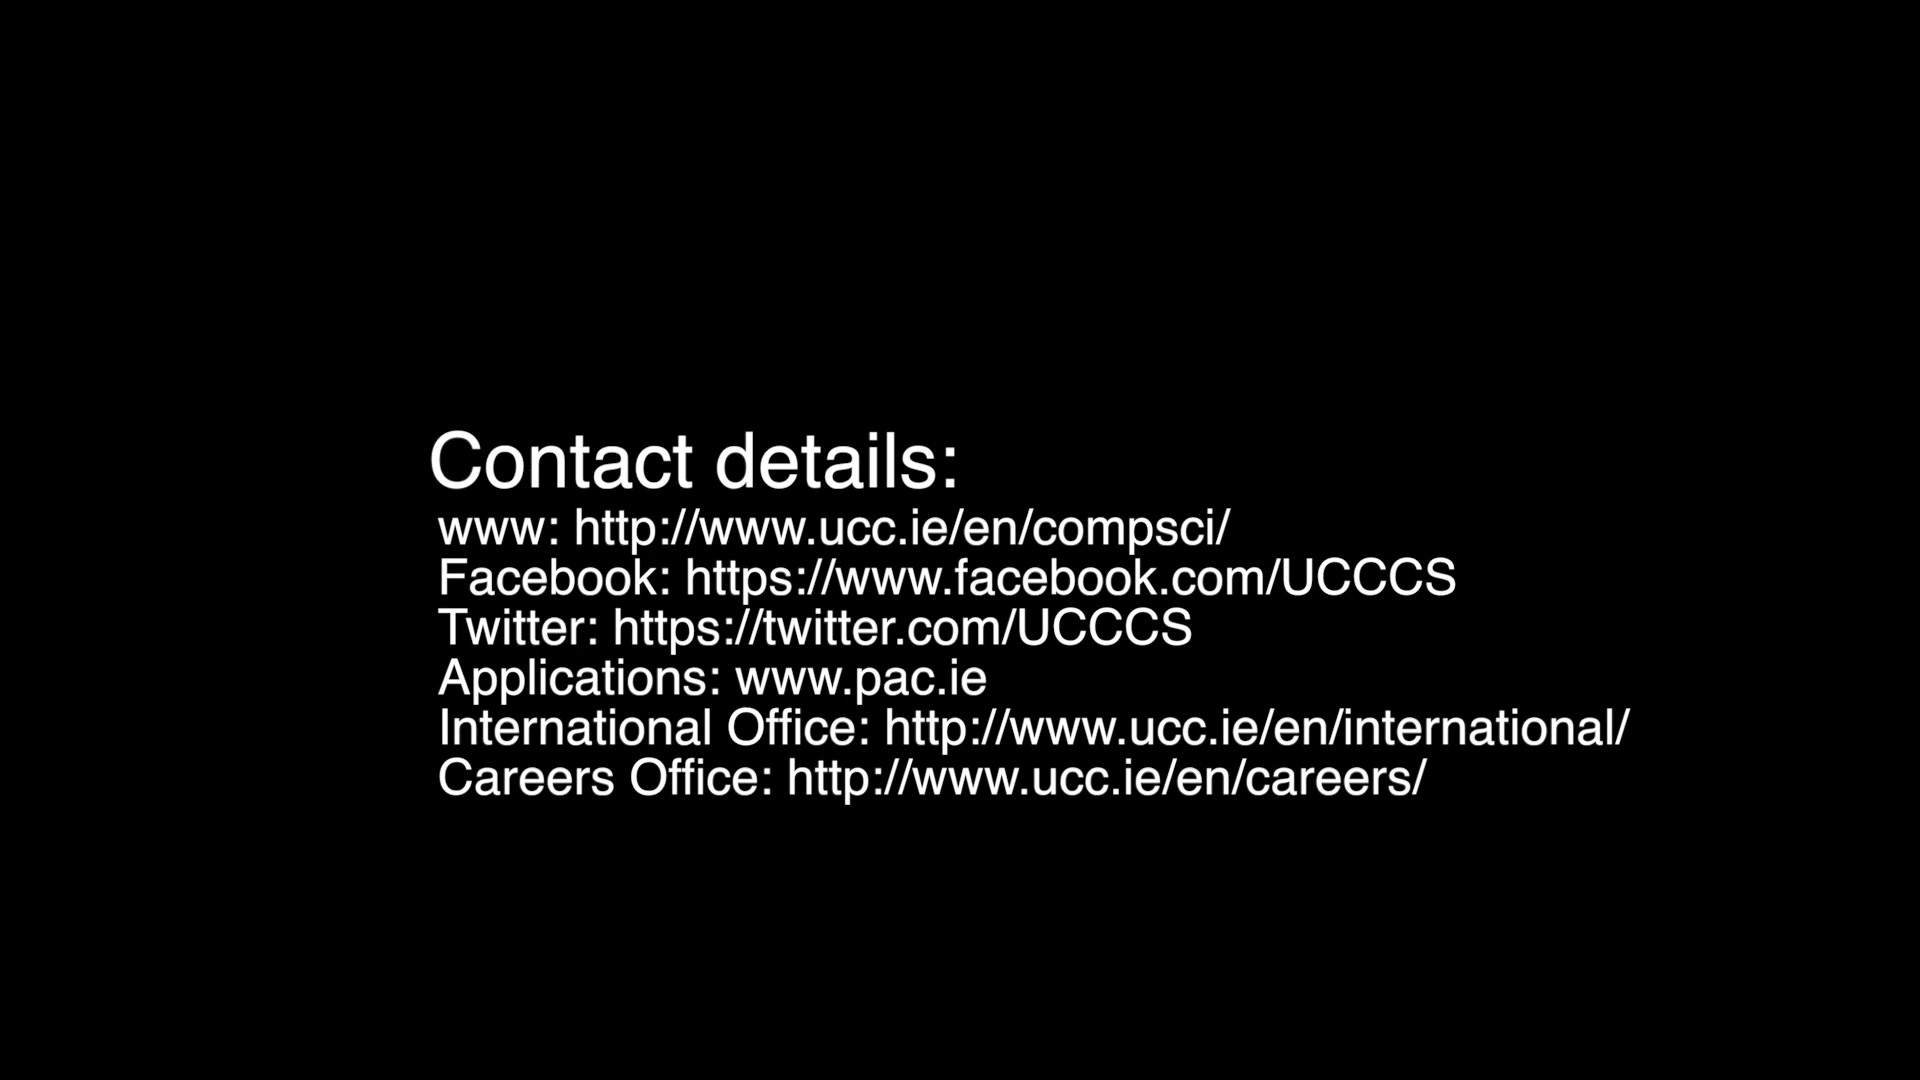 Contact details:
www: http://www.ucc.ie/en/compsci/
Facebook: https://www.facebook.com/UCCCS
Twitter: https://twitter.com/UCCCS
Applications: www.pac.ie
International Office: http://www.ucc.ie/en/international/
Careers Office: http://www.ucc.ie/en/careers/